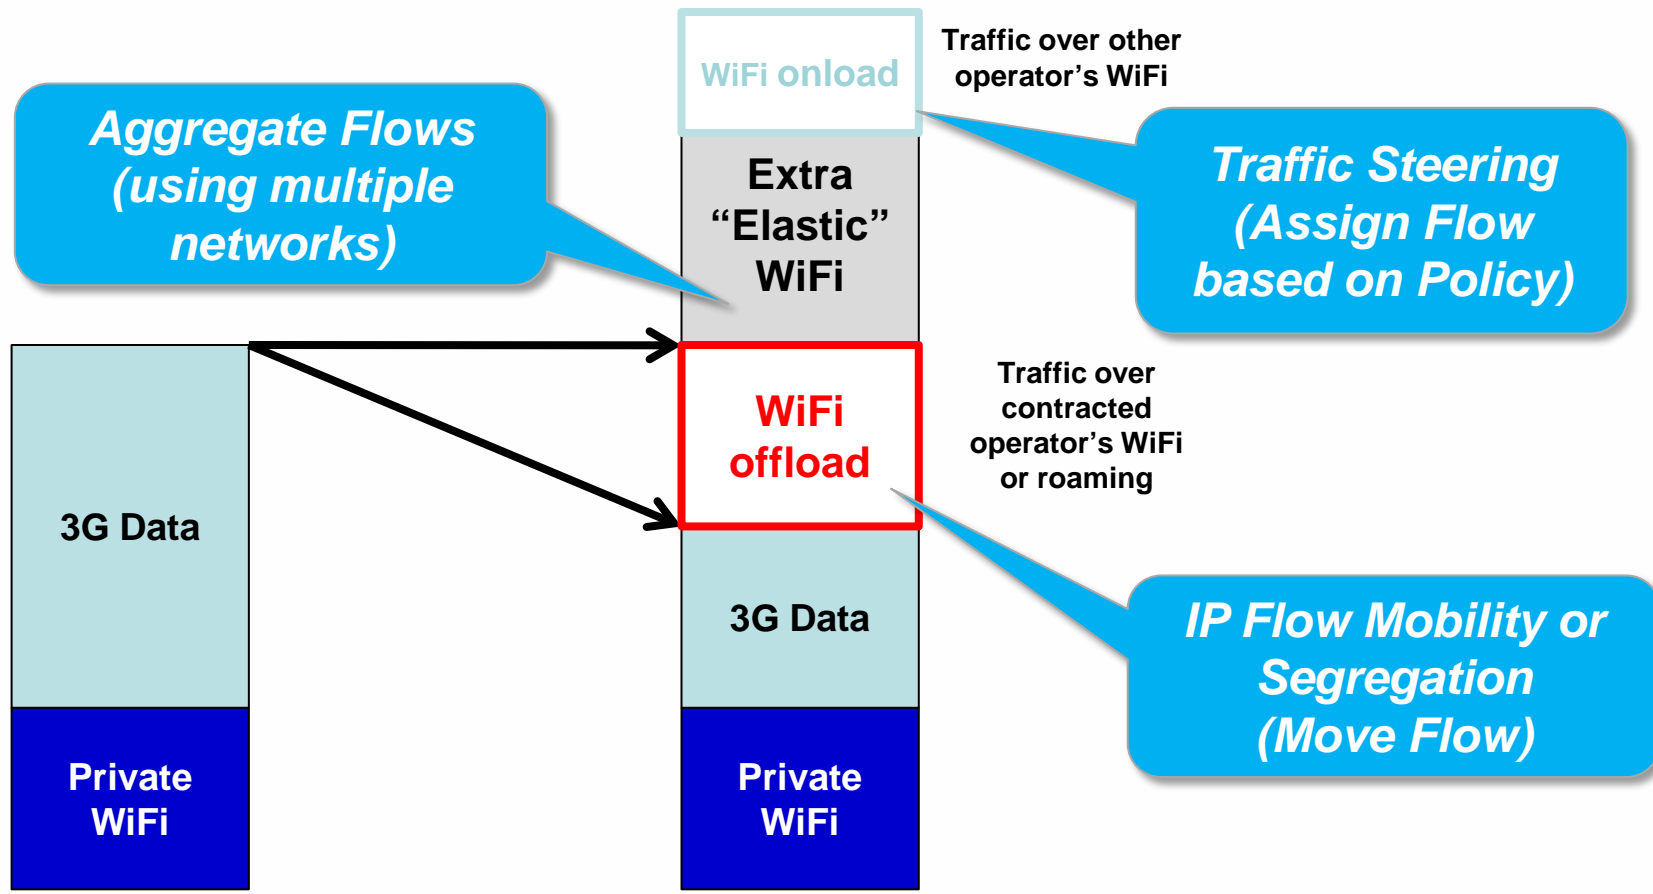 WiFi onload
Traffic over other
operator’s WiFi
Aggregate Flows
(using multiple
networks)
Extra
“Elastic”
WiFi
Traffic Steering
(Assign Flow
based on Policy)
WiFi
offload
Traffic over
contracted
operator’s WiFi
or roaming
3G Data
3G Data
IP Flow Mobility or
Segregation
(Move Flow)
Private
WiFi
Private
WiFi